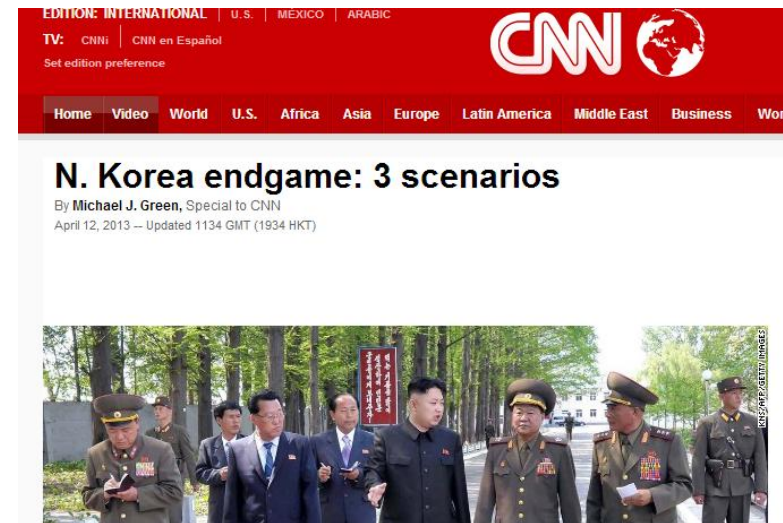 EDITION: INTERNATIONAL U.S. MÉXICO ARABIC
TV: CNNi CNN en Español
Set edition preference
CNN
Home Video World U.S. Africa Asia Europe Latin America Middle East Business
N. Korea endgame: 3 scenarios
By Michael J. Green, Special to CNN
April 12, 2013 -- Updated 1134 GMT (1934 HKT)
KNS/AFP/GETTY IMAGES